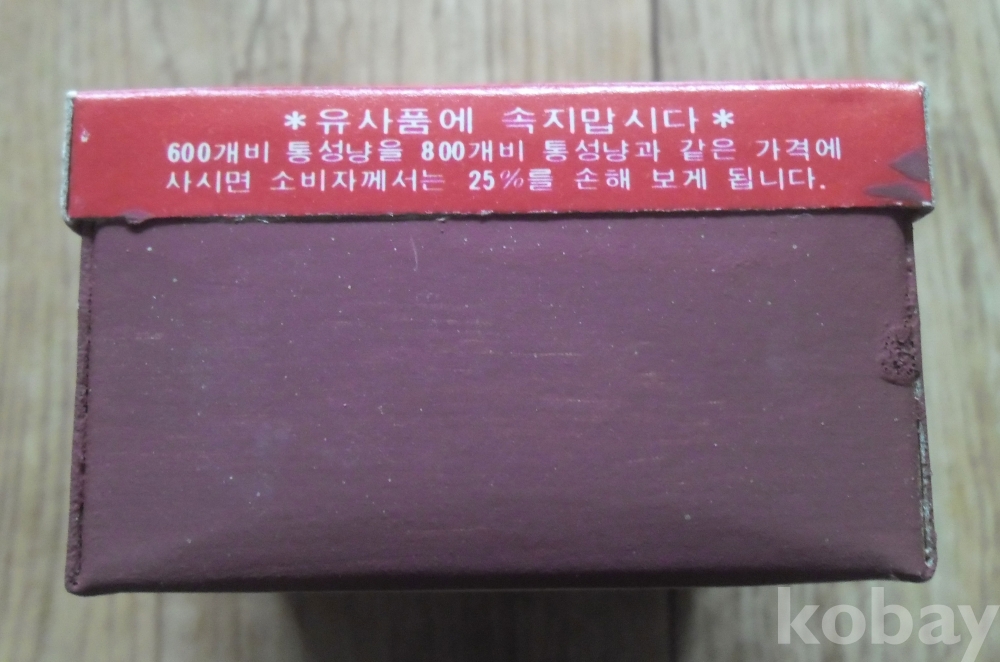 *유사품에 속지맙시다*
600개비 통성냥을 800개비 통성냥과 같은 가격에
사시면 소비자께서는 25%를 손해 보게 됩니다.
kobay